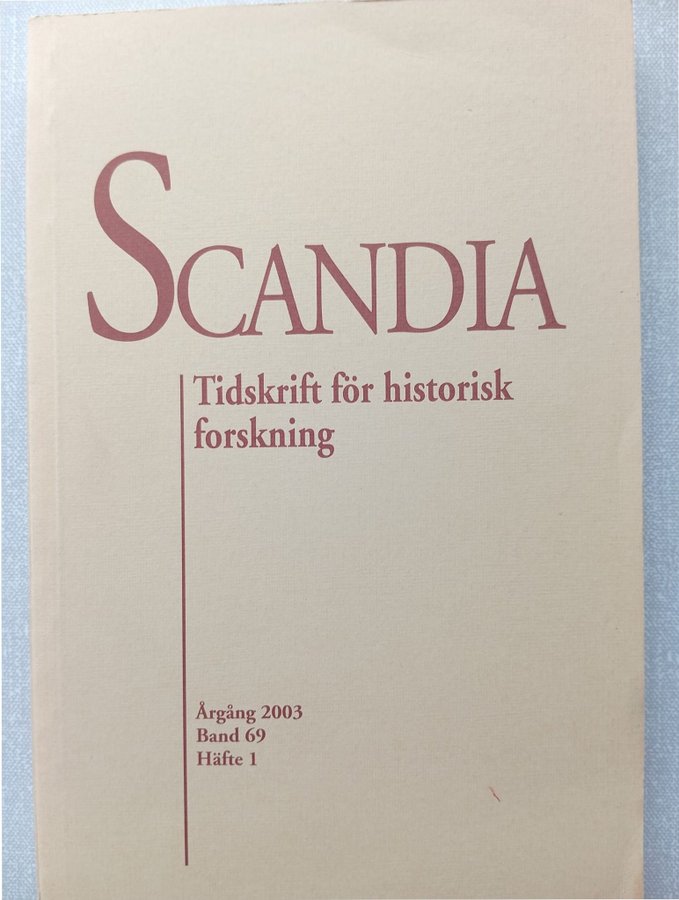 SCANDIA
Tidskrift för historisk
forskning
Årgång 2003
Band 69
Häfte 1